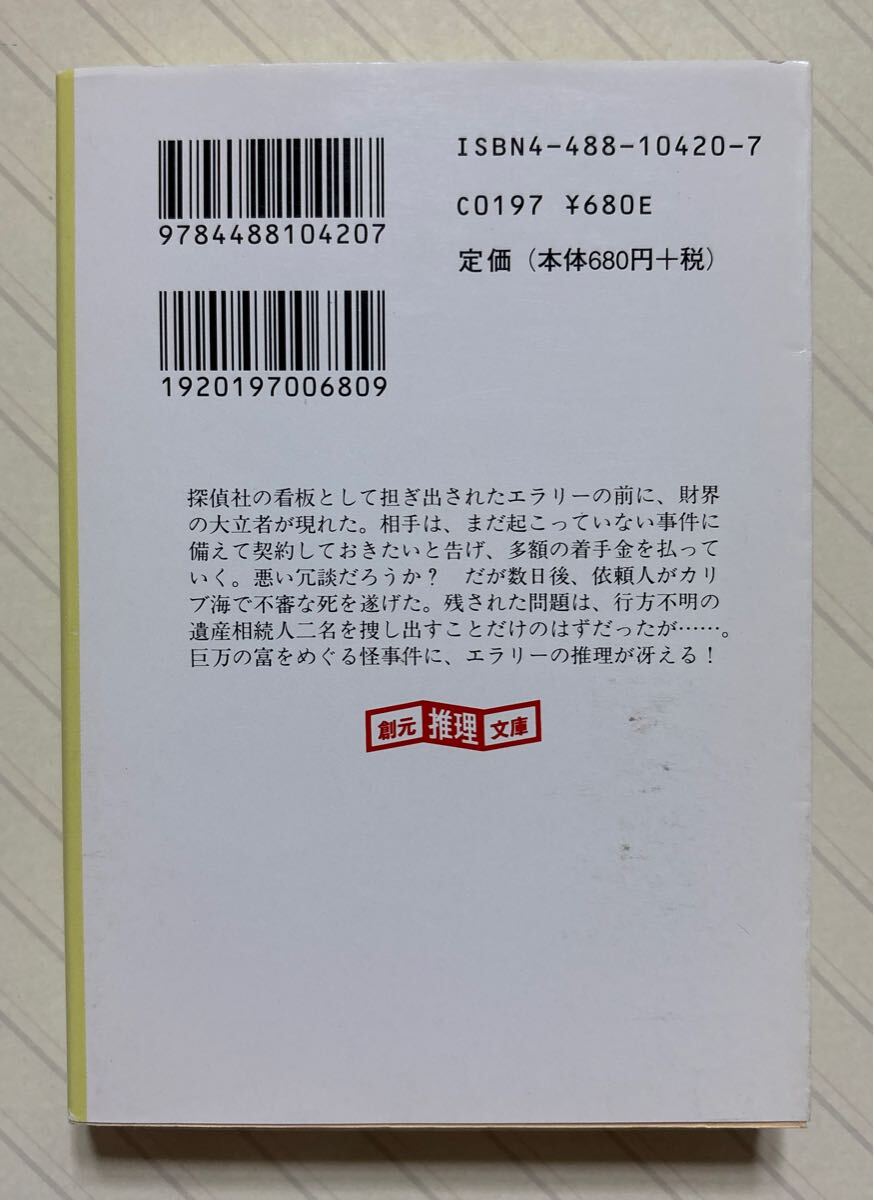 ISBN4-488-10420-7
9784488104207
C0197 ¥680E
定価（本体680円＋税）
1920197006809
探偵社の看板として担ぎ出されたエラリーの前に、財界
の大立者が現れた。相手は、まだ起こっていない事件に
備えて契約しておきたいと告げ、多額の着手金を払って
いく。悪い冗談だろうか？　だが数日後、依頼人がカリ
ブ海で不審な死を遂げた。残された問題は、行方不明の
遺産相続人二名を捜し出すことだけのはずだったが……。
巨万の富をめぐる怪事件に、エラリーの推理が冴える！
創元推理文庫